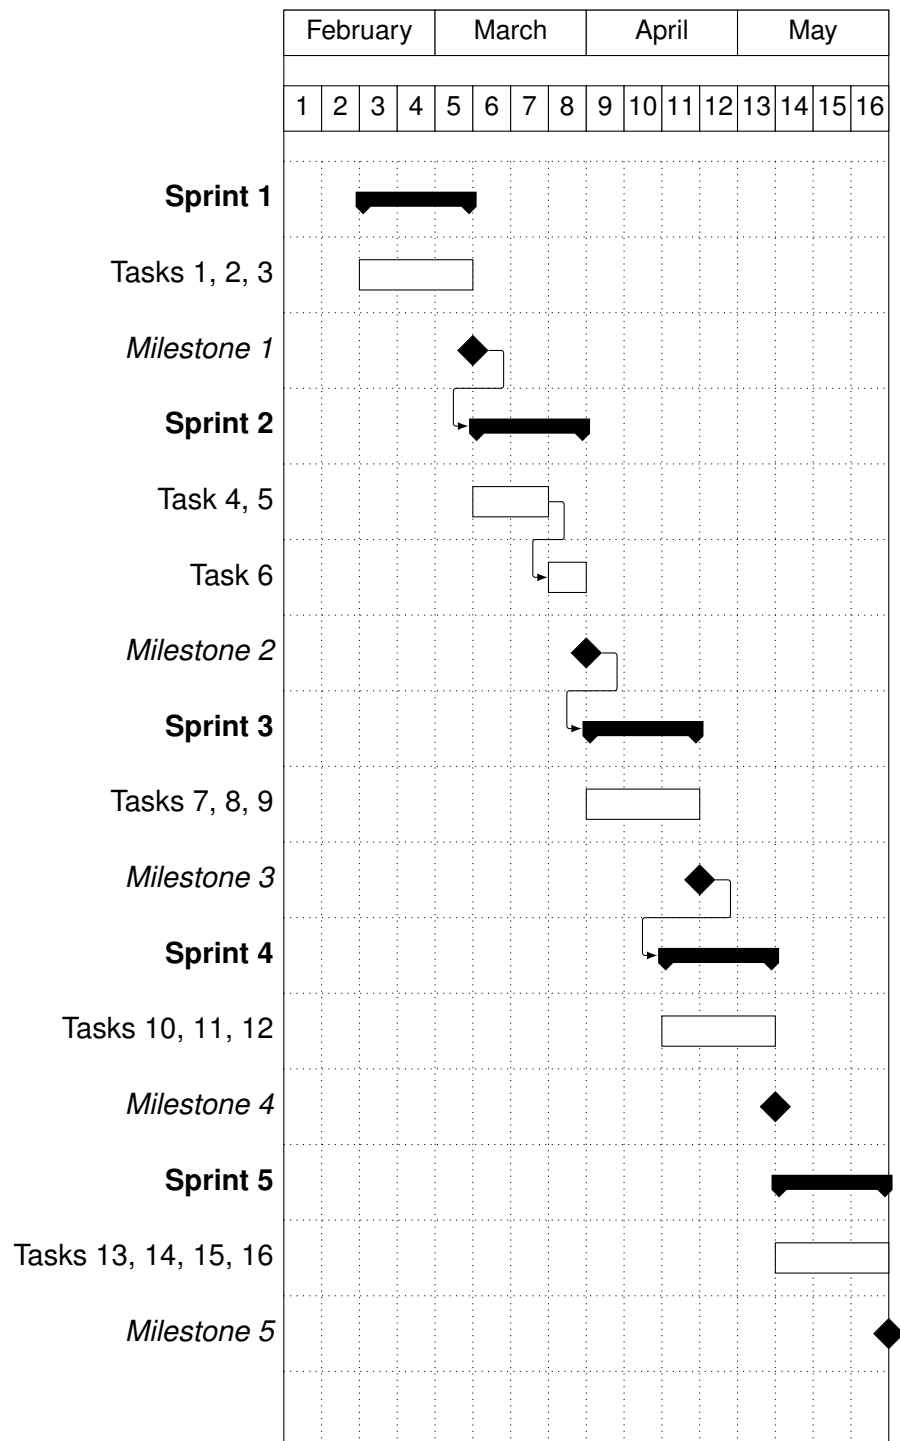 February March April May
1 2 3 4 5 6 7 8 9 10 11 12 13 14 15 16
Sprint 1
Tasks 1, 2, 3
Milestone 1
Sprint 2
Task 4, 5
Task 6
Milestone 2
Sprint 3
Tasks 7, 8, 9
Milestone 3
Sprint 4
Tasks 10, 11, 12
Milestone 4
Sprint 5
Tasks 13, 14, 15, 16
Milestone 5